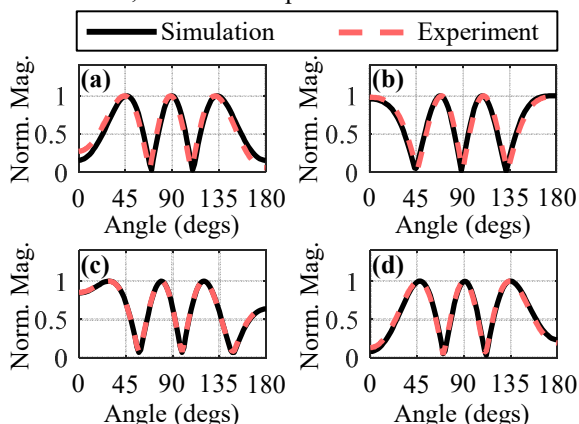 Simulation Experiment
(a) (b)
Norm. Mag. 1 0.5 0 Norm. Mag. 1 0.5 0
0 45 90 135 180 0 45 90 135 180
Angle (degs) Angle (degs)
(c) (d)
Norm. Mag. 1 0.5 0 Norm. Mag. 1 0.5 0
0 45 90 135 180 0 45 90 135 180
Angle (degs) Angle (degs)